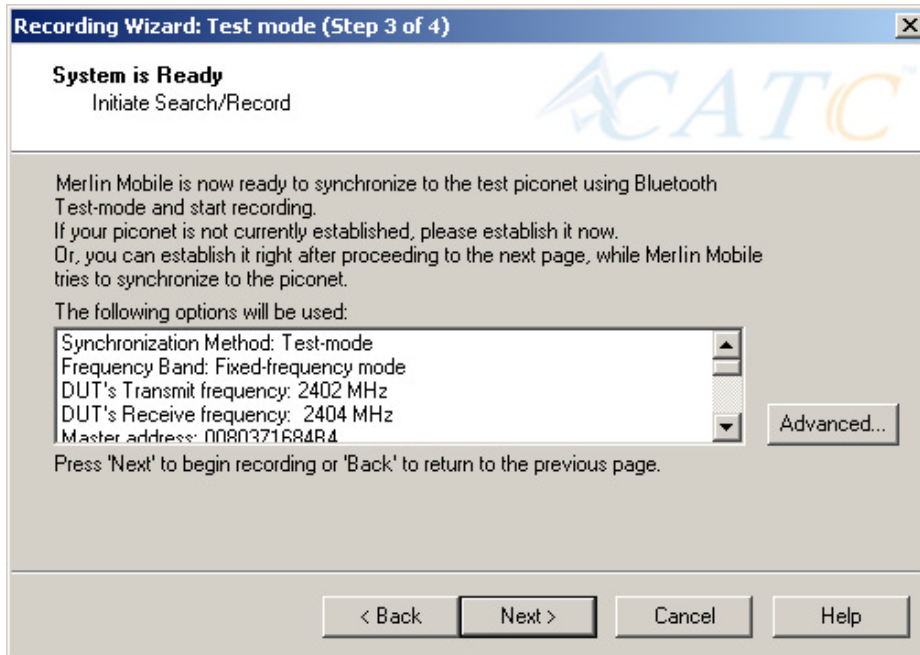 Recording Wizard: Test mode (Step 3 of 4)
System is Ready
Initiate Search/Record
CATC
Merlin Mobile is now ready to synchronize to the test piconet using Bluetooth
Test-mode and start recording.
If your piconet is not currently established, please establish it now.
Or, you can establish it right after proceeding to the next page, while Merlin Mobile
tries to synchronize to the piconet.
The following options will be used:
Synchronization Method: Test-mode
Frequency Band: Fixed-frequency mode
DUT's Transmit frequency: 2402 MHz
DUT's Receive frequency:  2404 MHz
Master address: 0080371684B4
Advanced...
Press 'Next' to begin recording or 'Back' to return to the previous page.
< Back
Next >
Cancel
Help